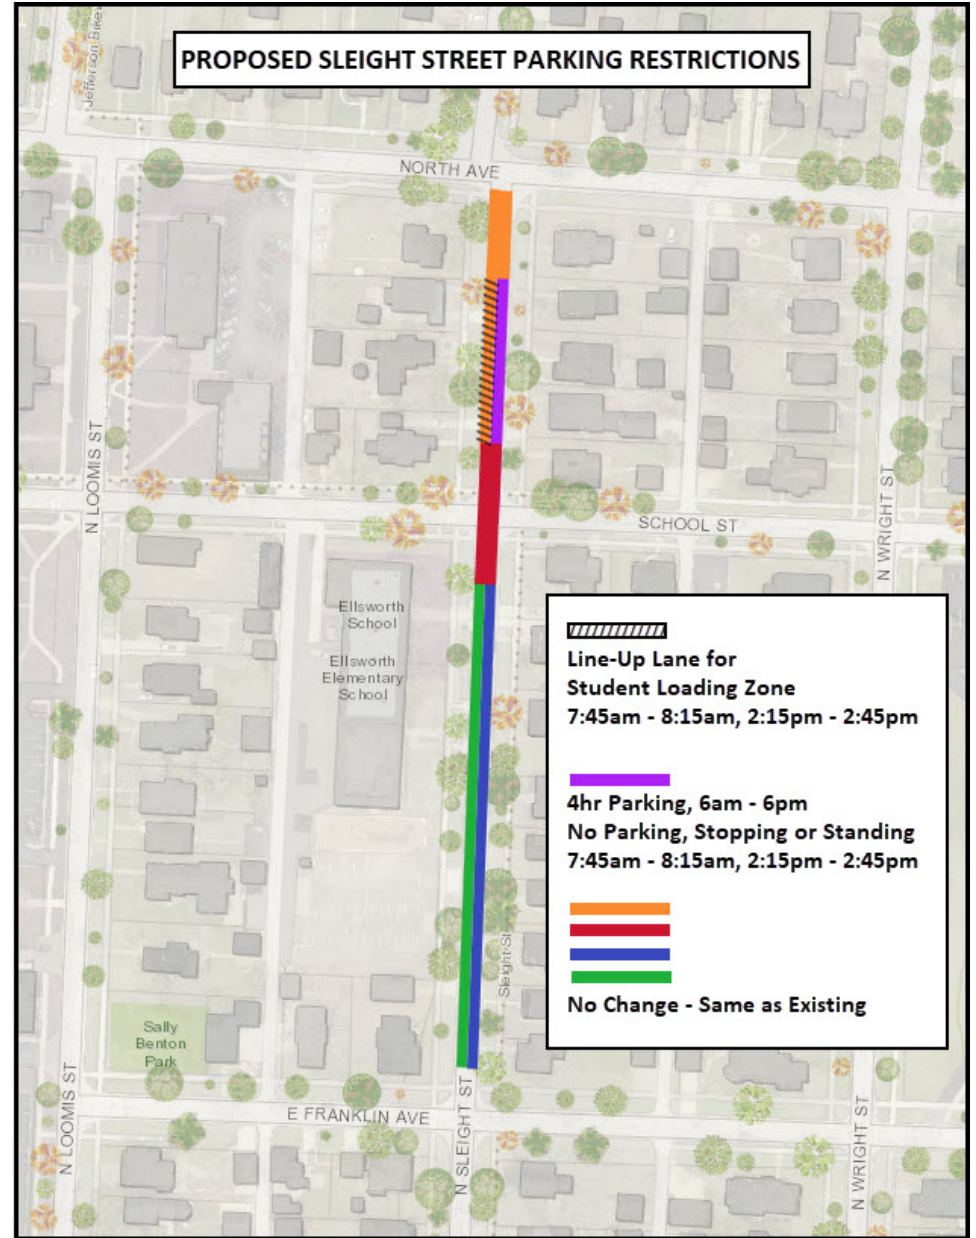 PROPOSED SLEIGHT STREET PARKING RESTRICTIONS
Jefferson Bikew
NORTH AVE
N LOOMIS ST
SCHOOL ST
N WRIGHT ST
Ellsworth
School
Ellsworth
Elementary
School
Line-Up Lane for
Student Loading Zone
7:45am - 8:15am, 2:15pm - 2:45pm
4hr Parking, 6am - 6pm
No Parking, Stopping or Standing
7:45am - 8:15am, 2:15pm - 2:45pm
No Change - Same as Existing
Sleight St
Sally
Benton
Park
N LOOMIS ST
E FRANKLIN AVE
N SLEIGHT ST
N WRIGHT ST